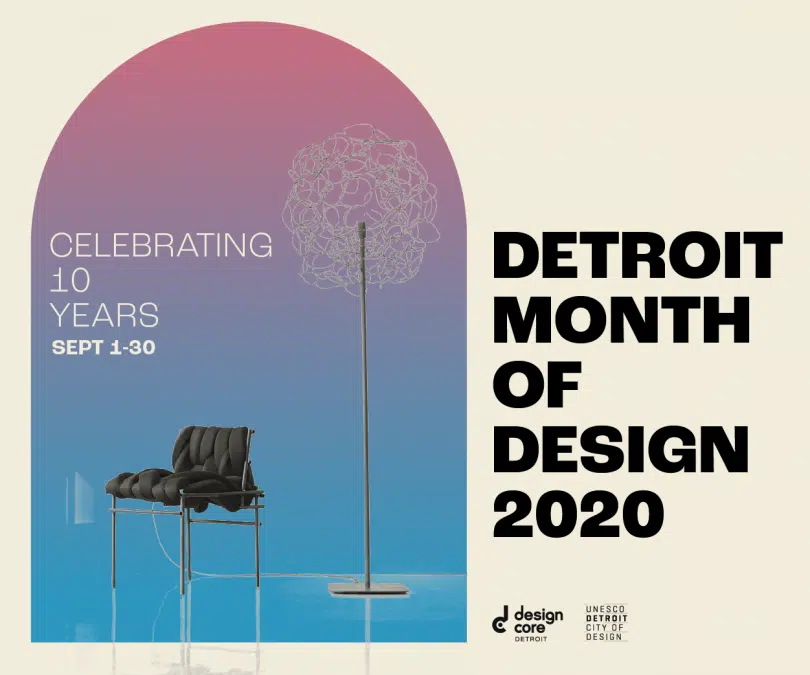 CELEBRATING
10
YEARS
SEPT 1-30
DETROIT
MONTH
OF
DESIGN
2020
design
core
DETROIT
UNESCO
DETROIT
CITY OF
DESIGN